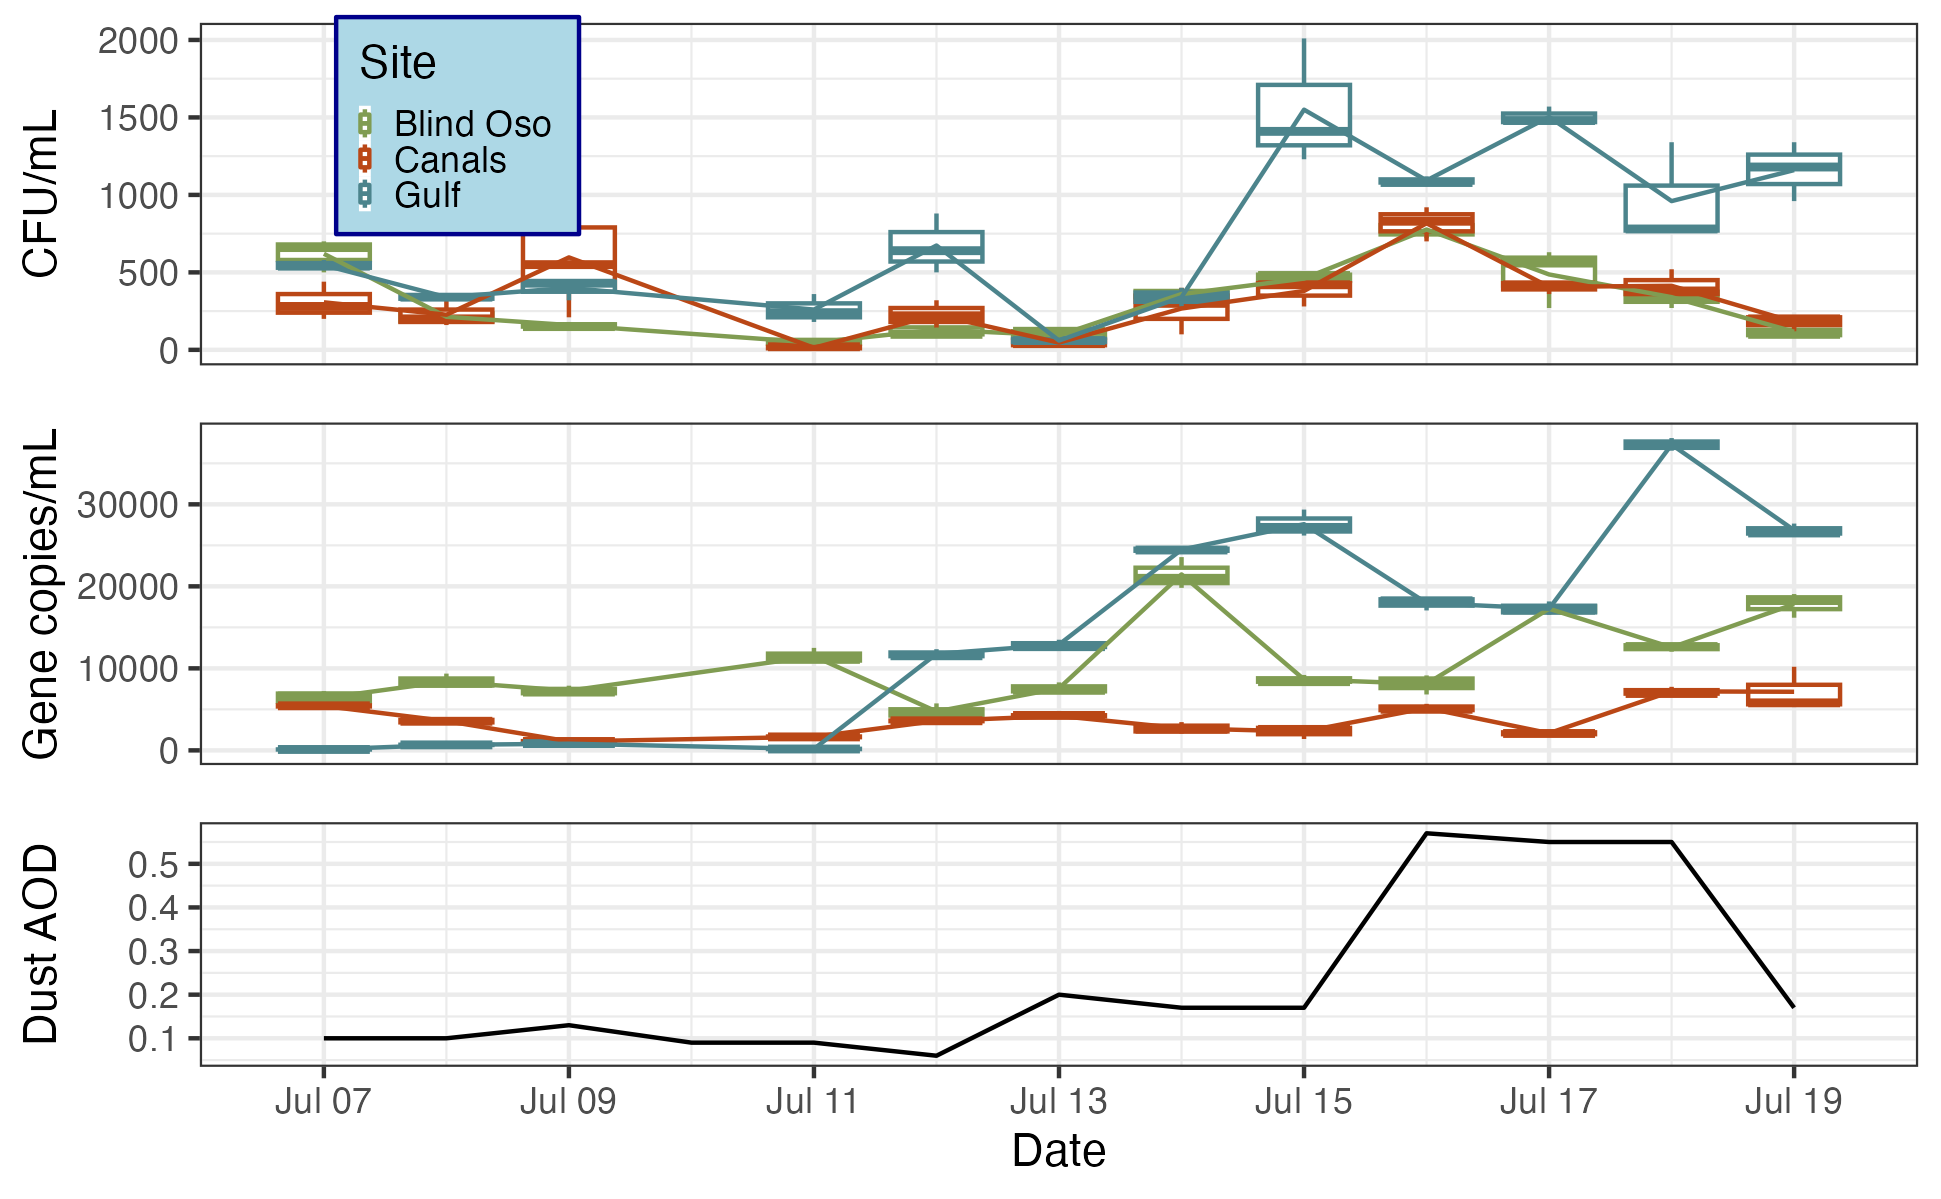 CFU/mL
2000
1500
1000
500
0
Site
Blind Oso
Canals
Gulf
Gene copies/mL
30000
20000
10000
0
Dust AOD
0.5
0.4
0.3
0.2
0.1
Jul 07 Jul 09 Jul 11 Jul 13 Jul 15 Jul 17 Jul 19
Date